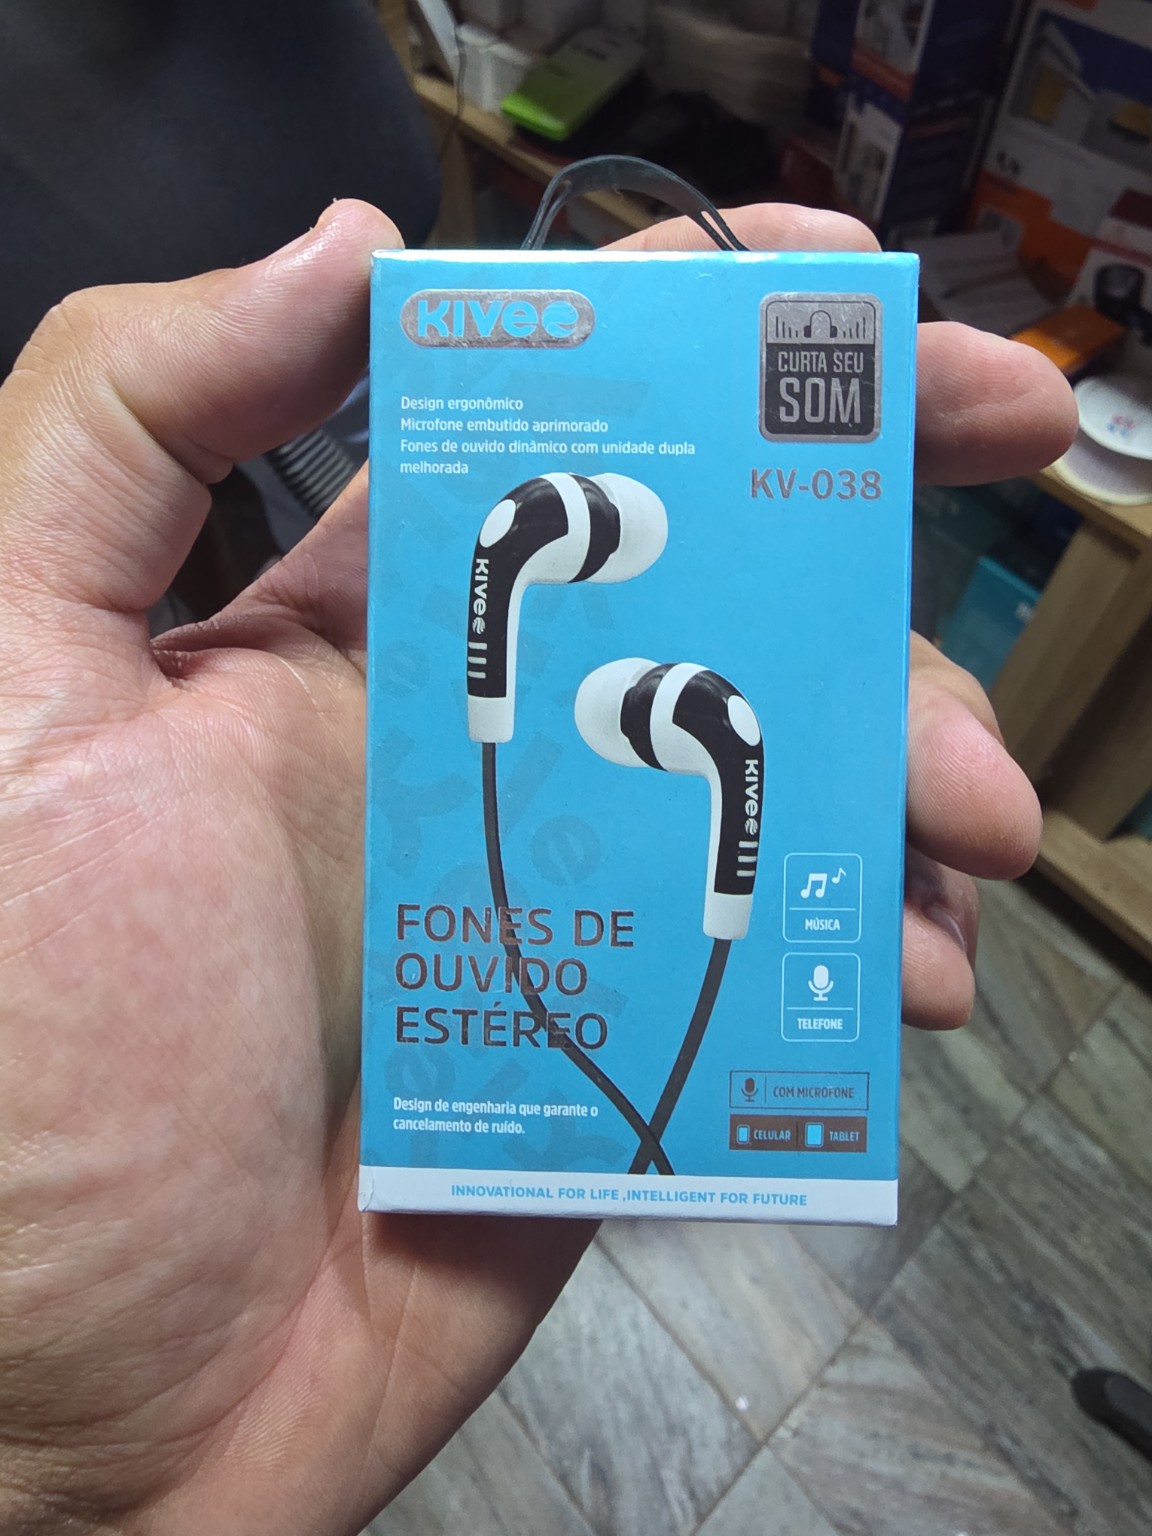 KIVEE
CURTA SEU
SOM
KV-038
Design ergonômico
Microfone embutido aprimorado
Fones de ouvido dinâmico com unidade dupla
melhorada
KIVEE
KIVEE
FONES DE
OUVIDO
ESTÉREO
MÚSICA
TELEFONE
COM MICROFONE
CELULAR
TABLET
Design de engenharia que garante o
cancelamento de ruído.
INNOVATIONAL FOR LIFE ,INTELLIGENT FOR FUTURE